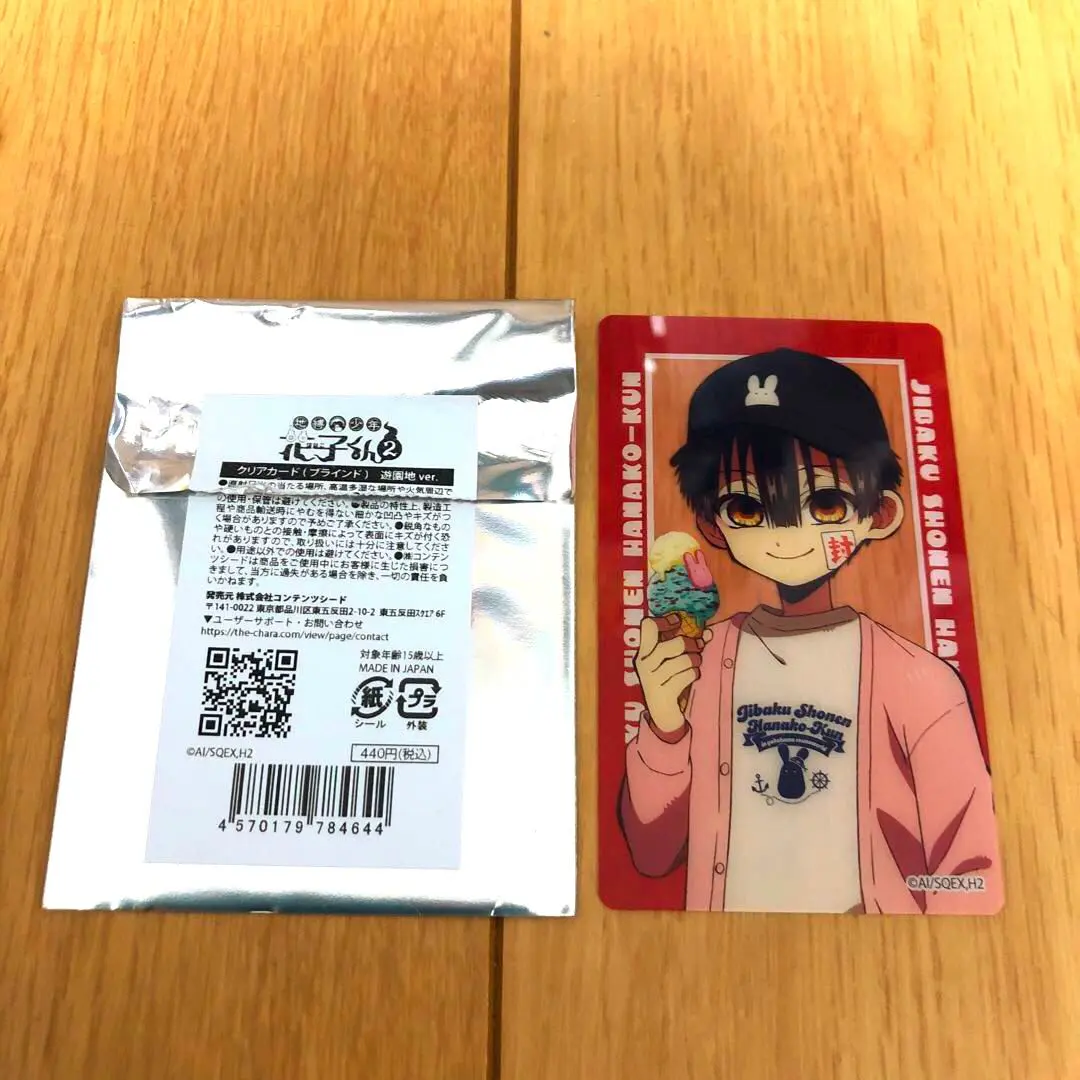 地縛少年
花子くん2
クリアカード(ブラインド) 遊園地 ver.
の使用・保管は避けてください。●製品の特性上、製造工
程や商品輸送時にやむを得ない細かな凹凸やキズがつ
く場合がありますので予めご了承ください。●鋭角なもの
や硬いものとの接触・摩擦によって表面にキズが付く恐
れがありますので、取り扱いには十分に注意してくださ
い。●用途以外での使用は避けてください。●㈱コンテン
ツシードは商品をご使用中にお客様に生じた損害につ
きまして、当方に過失がある場合を除き、一切の責任を負
いかねます。
発売元 株式会社コンテンツシード
〒141-0022 東京都品川区東五反田2-10-2 東五反田ｽｸｴｱ 6F
▼ユーザーサポート・お問い合わせ
https://the-chara.com/view/page/contact
対象年齢15歳以上
MADE IN JAPAN
紙
シール
プラ
外装
©AI/SQEX,H2
440円(税込)
4 570179 784644
JIBAKU SHONEN HA
KU SHONEN HANAKO-KUN
封
Jibaku Shonen
Hanako-Kun
©AI/SQEX,H2